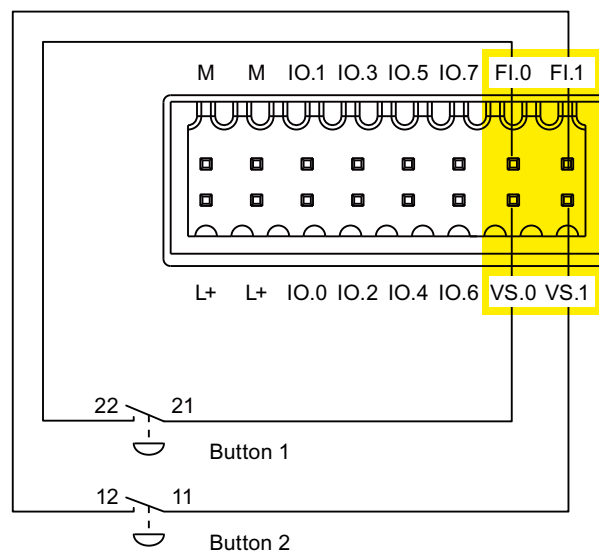 M M IO.1 IO.3 IO.5 IO.7 FI.0 FI.1
L+ L+ IO.0 IO.2 IO.4 IO.6 VS.0 VS.1
22 21
Button 1
12 11
Button 2